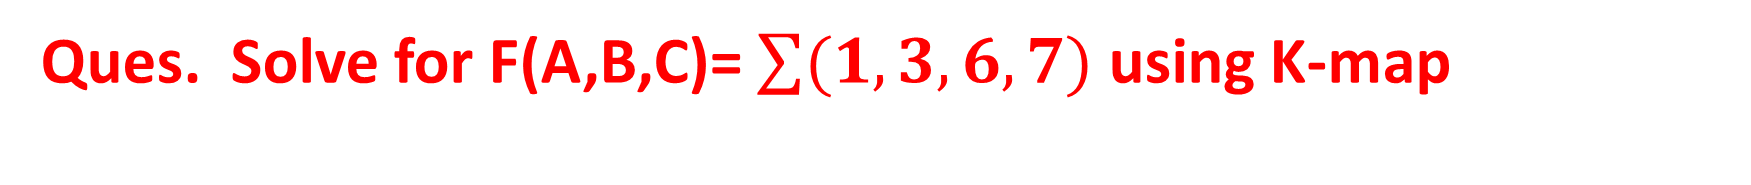 Ques. Solve for F(A,B,C)= ∑(1, 3, 6, 7) using K-map